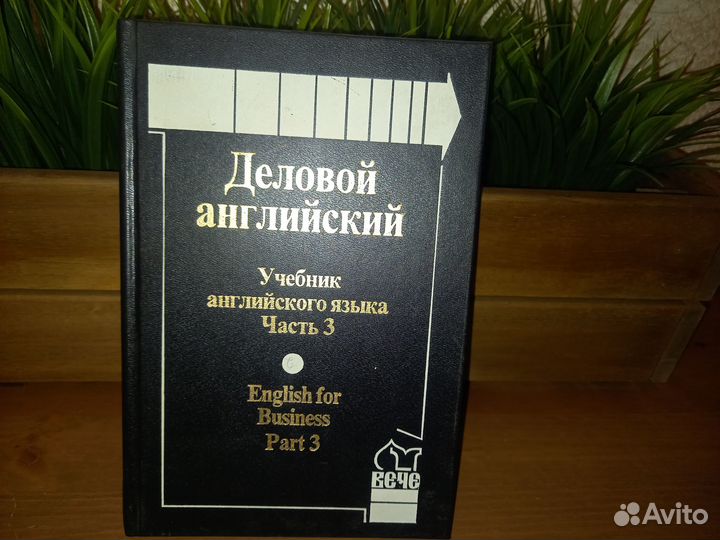 Деловой
английский
Учебник
английского языка
Часть 3
English for
Business
Part 3
вече
Avito